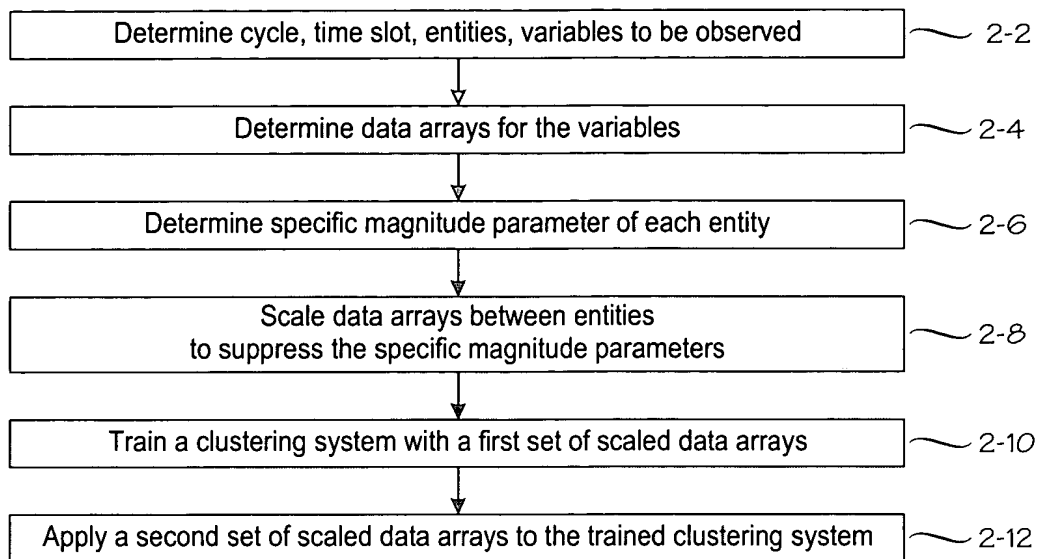 Determine cycle, time slot, entities, variables to be observed 2-2
Determine data arrays for the variables 2-4
Determine specific magnitude parameter of each entity 2-6
Scale data arrays between entities
to suppress the specific magnitude parameters 2-8
Train a clustering system with a first set of scaled data arrays 2-10
Apply a second set of scaled data arrays to the trained clustering system 2-12